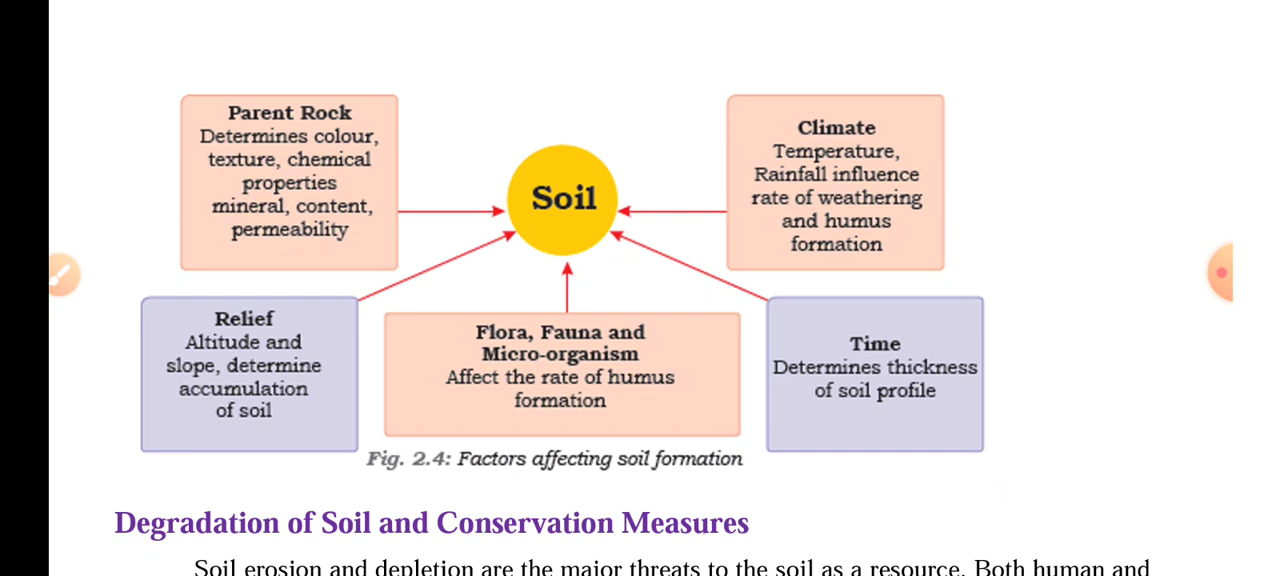 Parent Rock
Determines colour,
texture, chemical
properties
mineral, content,
permeability
Soil
Climate
Temperature,
Rainfall influence
rate of weathering
and humus
formation
Relief
Altitude and
slope, determine
accumulation
of soil
Flora, Fauna and
Micro-organism
Affect the rate of humus
formation
Time
Determines thickness
of soil profile
Fig. 2.4: Factors affecting soil formation
Degradation of Soil and Conservation Measures
Soil erosion and depletion are the major threats to the soil as a resource. Both human and